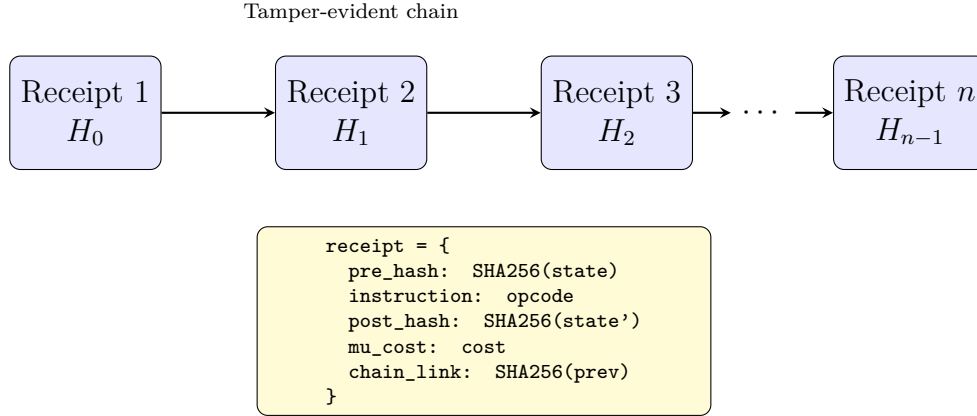 Tamper-evident chain
Receipt 1
H₀
Receipt 2
H₁
Receipt 3
H₂
· · ·
Receipt n
Hₙ₋₁
receipt = {
  pre_hash:  SHA256(state)
  instruction:  opcode
  post_hash:  SHA256(state')
  mu_cost:  cost
  chain_link:  SHA256(prev)
}